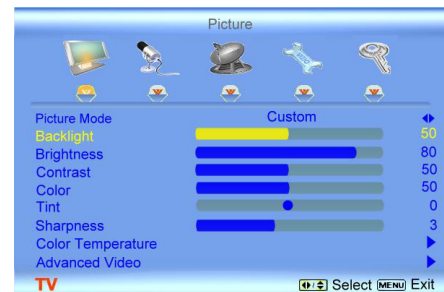 Picture
Picture Mode Custom
Backlight 50
Brightness 80
Contrast 50
Color 50
Tint 0
Sharpness 3
Color Temperature
Advanced Video
TV Select MENU Exit